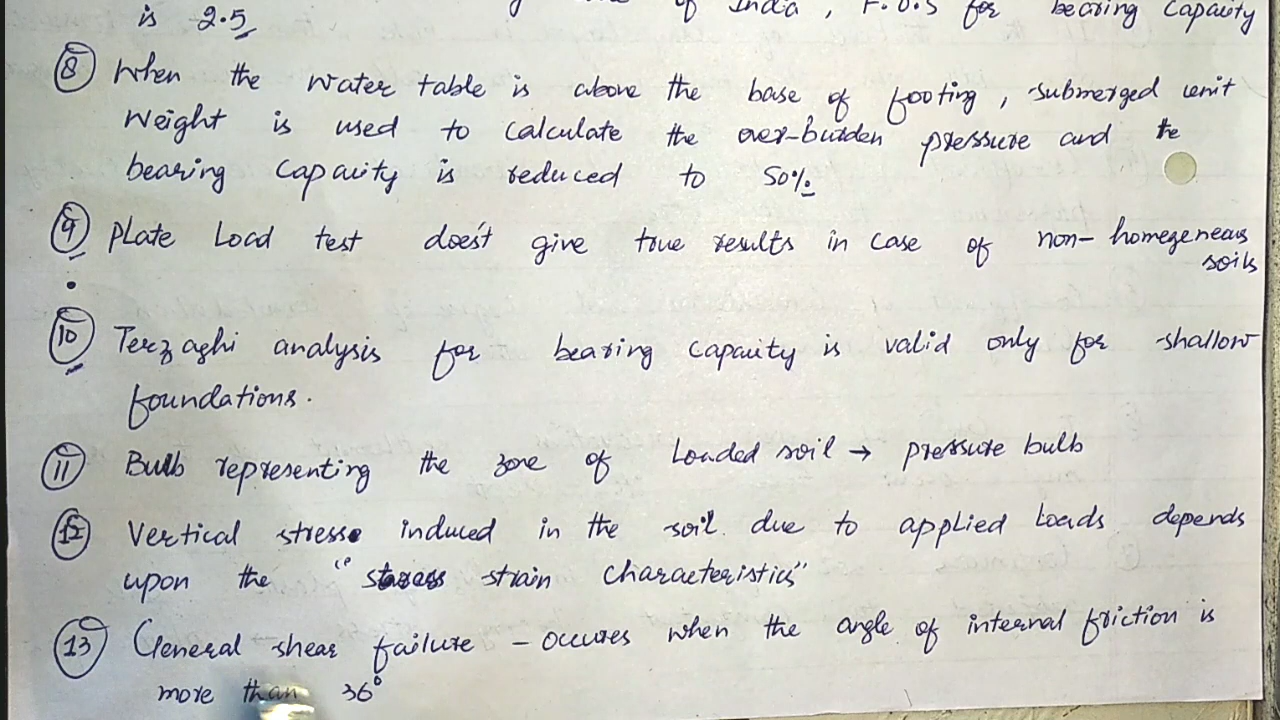 of India, F.O.S for bearing capacity
is 2.5
8 When the water table is above the base of footing, submerged unit
weight is used to calculate the over-burden pressure and the
bearing capacity is reduced to 50%
9 Plate Load test does't give true results in case of non-homogeneous
soils
10 Terzaghi analysis for bearing capacity is valid only for shallow
foundations.
11 Bulb representing the zone of Loaded soil → pressure bulb
12 Vertical stress induced in the soil due to applied Loads depends
upon the "stress strain characteristics"
13 General shear failure - occures when the angle of internal friction is
more than 36°